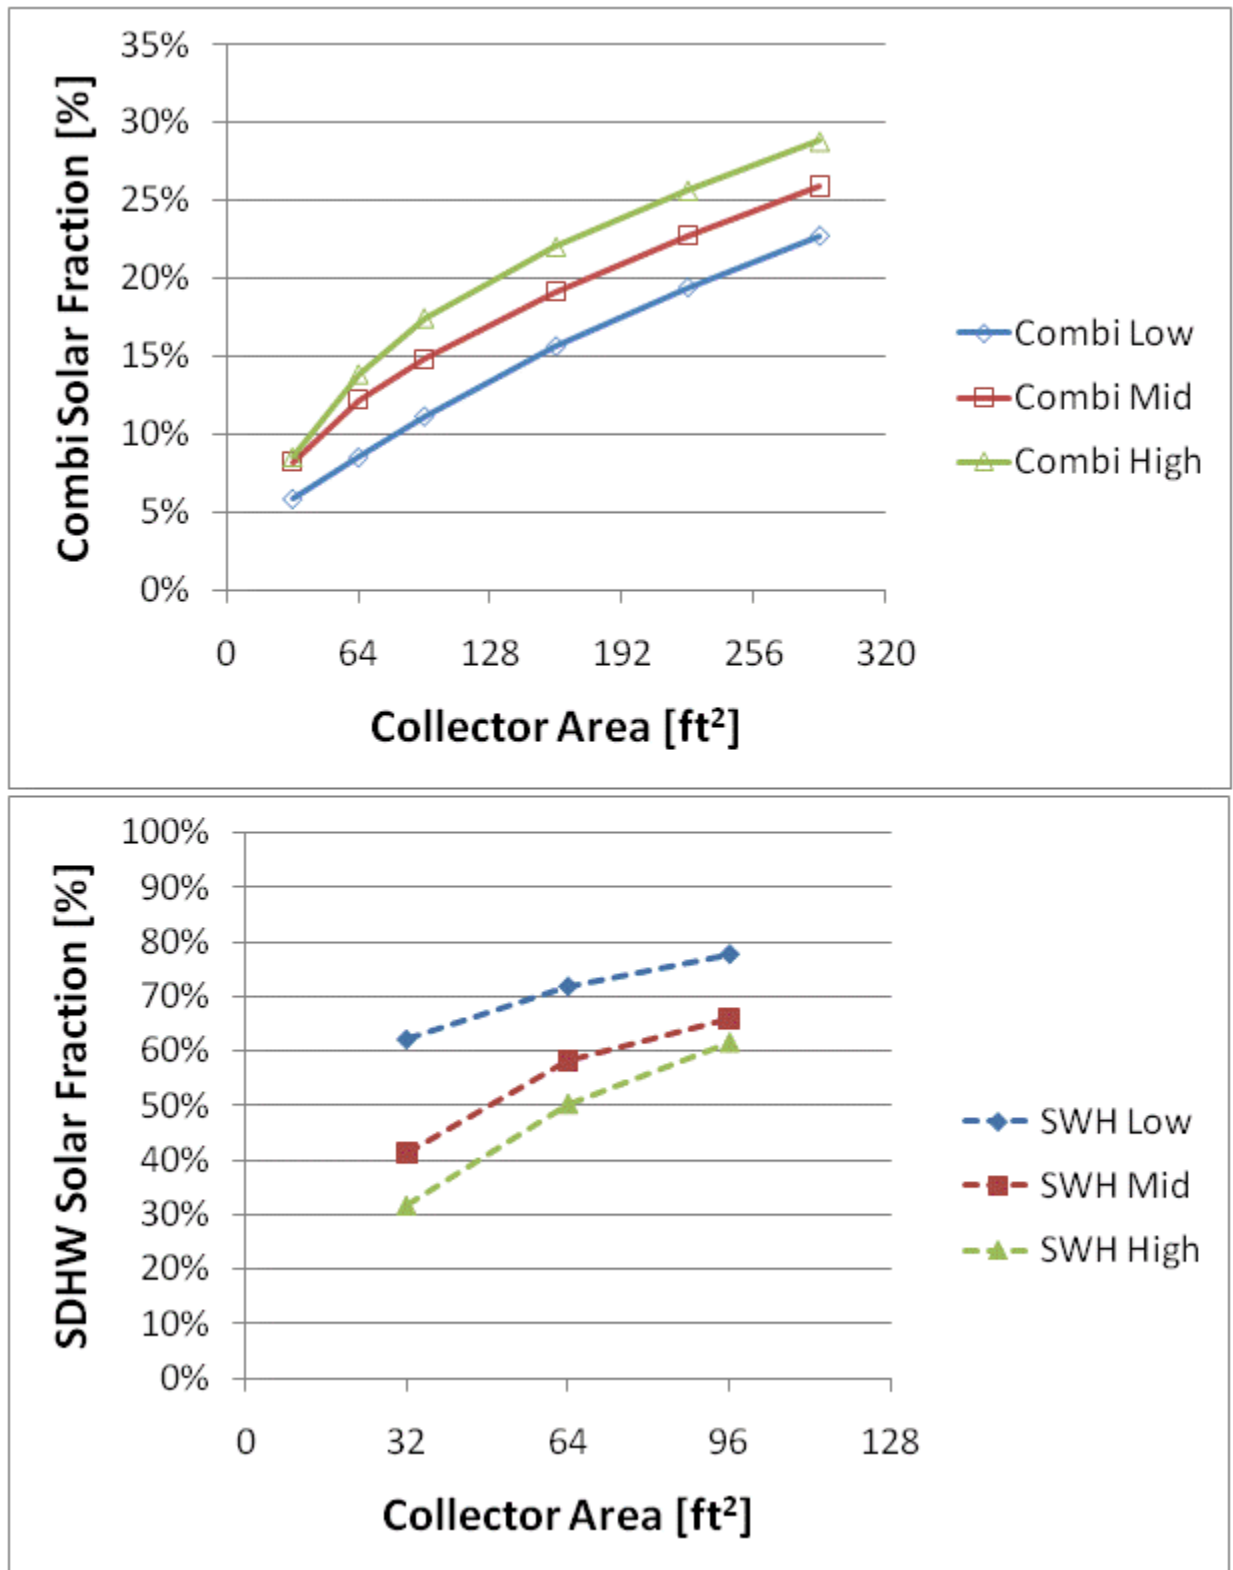 Combi Solar Fraction [%]
35%
30%
25%
20%
15%
10%
5%
0%
0 64 128 192 256 320
Collector Area [ft²]
Combi Low
Combi Mid
Combi High
SDHW Solar Fraction [%]
100%
90%
80%
70%
60%
50%
40%
30%
20%
10%
0%
0 32 64 96 128
Collector Area [ft²]
SWH Low
SWH Mid
SWH High